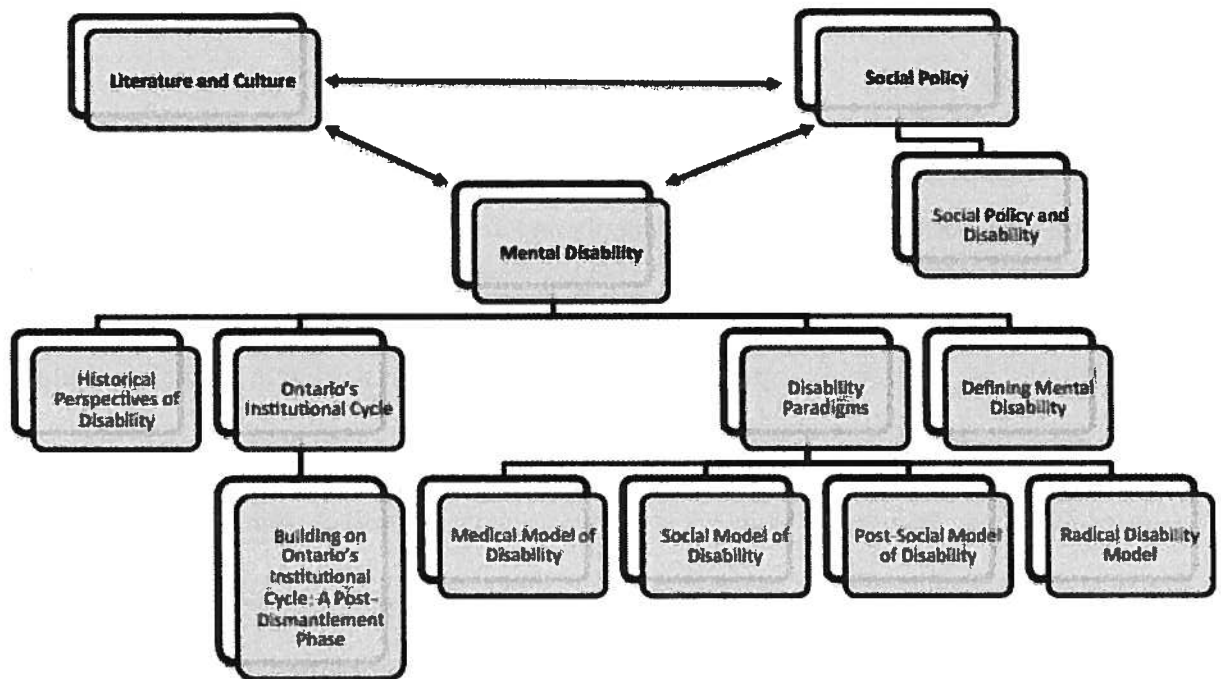 Literature and Culture
Social Policy
Social Policy and
Disability
Mental Disability
Historical
Perspectives of
Disability
Ontario's
Institutional Cycle
Disability
Paradigms
Defining Mental
Disability
Building on
Ontario's
Institutional
Cycle: A Post-
Dismantlement
Phase
Medical Model of
Disability
Social Model of
Disability
Post-Social Model
of Disability
Radical Disability
Model